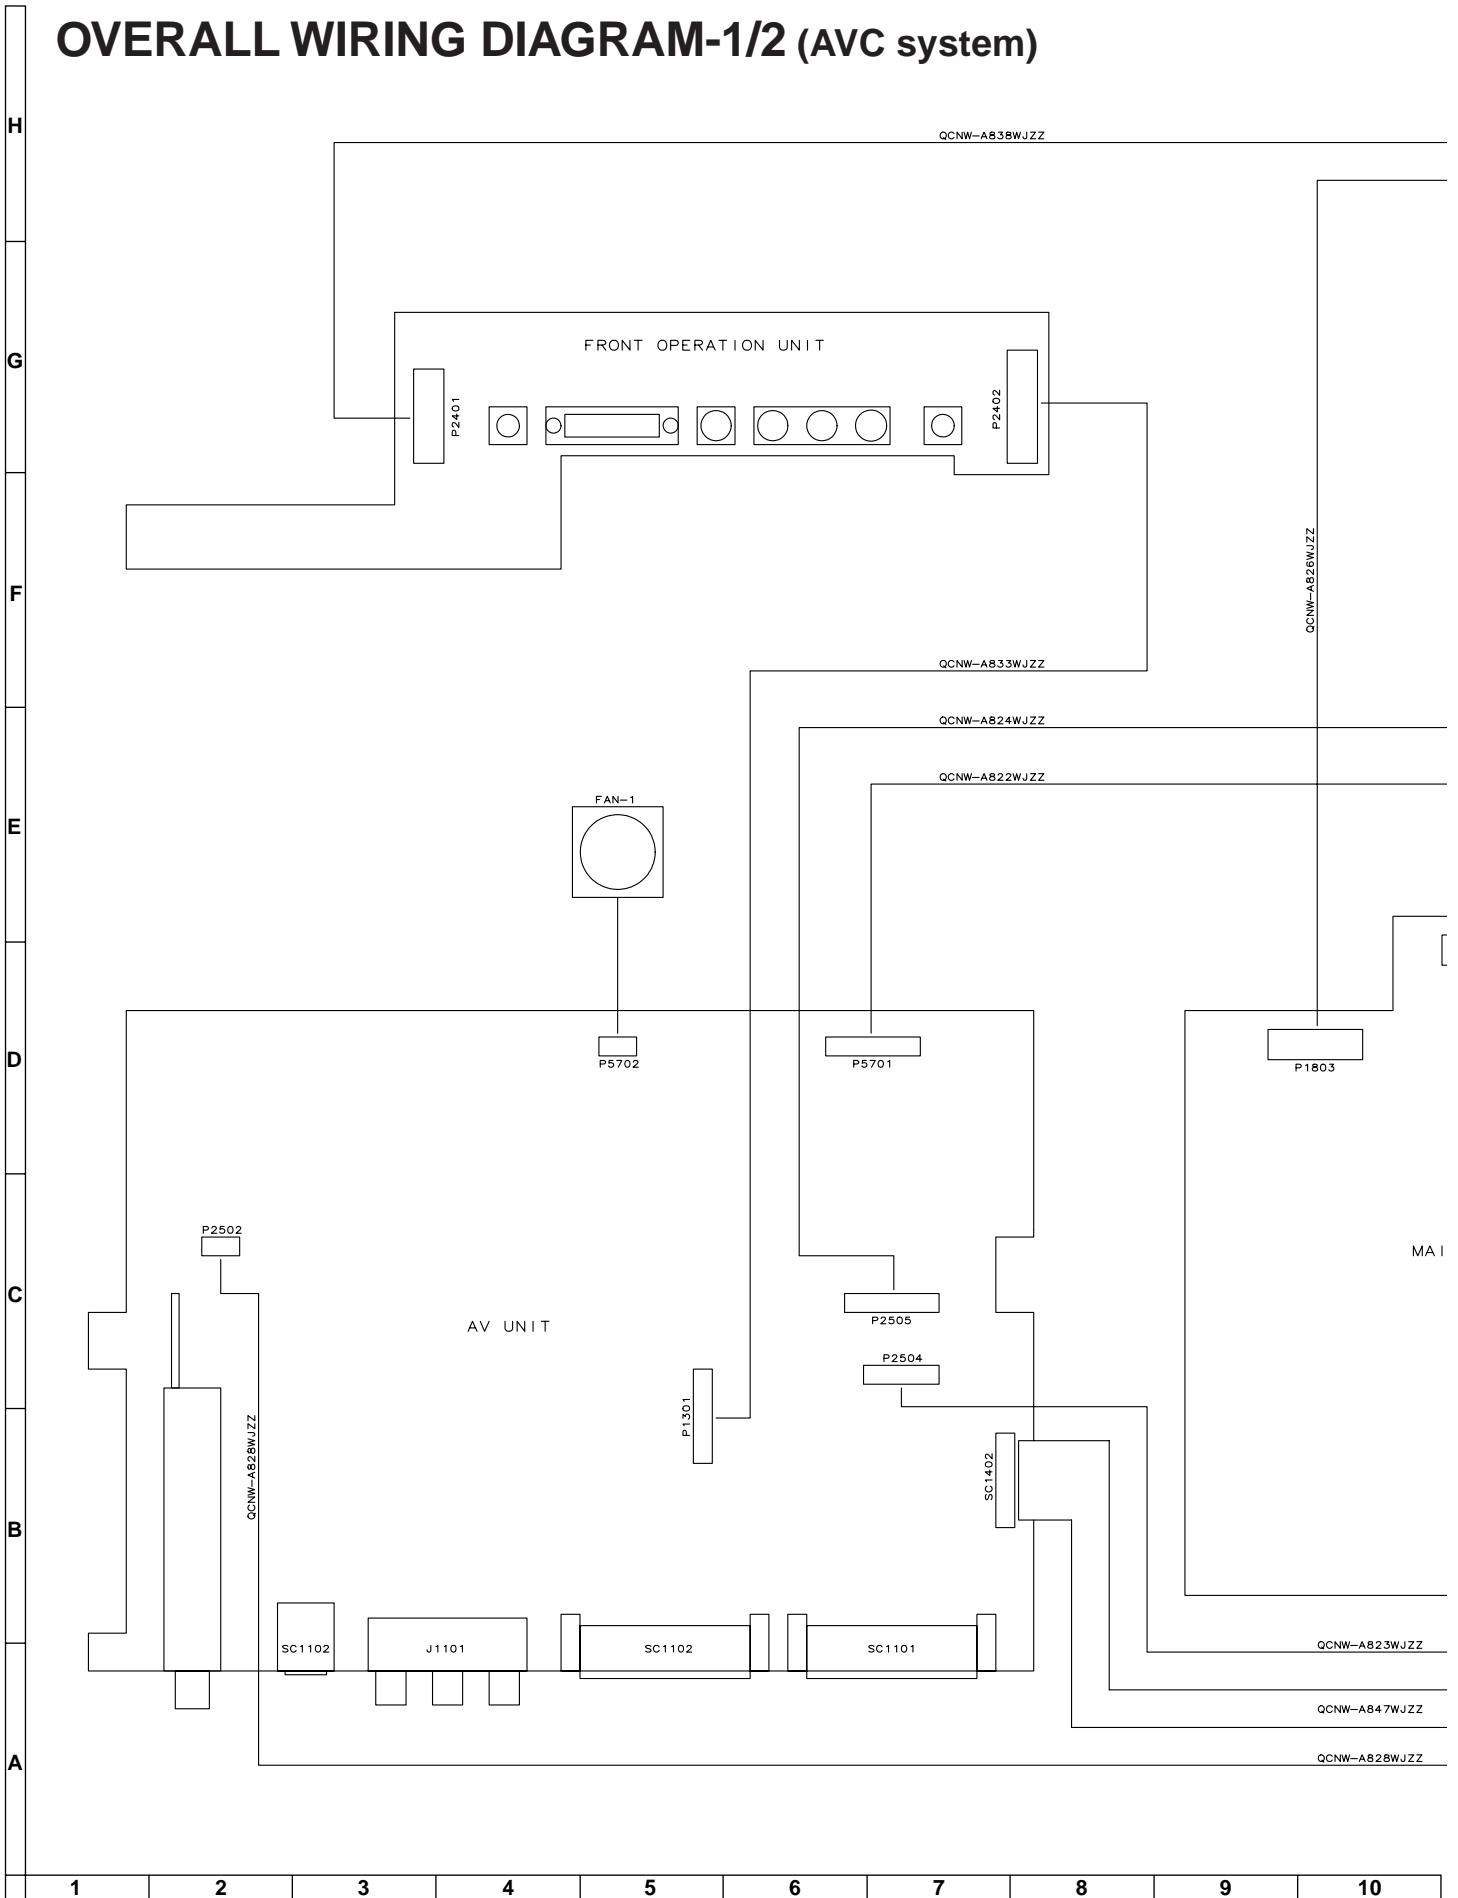 OVERALL WIRING DIAGRAM-1/2 (AVC system)
H
QCNW-A838WJZZ
G
FRONT OPERATION UNIT
P2401
P2402
F
QCNW-A826WJZZ
QCNW-A833WJZZ
QCNW-A824WJZZ
QCNW-A822WJZZ
E
FAN-1
D
P5702
P5701
P1803
P2502
MAI
C
AV UNIT
P2505
P2504
P1301
QCNW-A828WJZZ
SC1402
B
SC1102
J1101
SC1102
SC1101
QCNW-A823WJZZ
QCNW-A847WJZZ
QCNW-A828WJZZ
A
1 2 3 4 5 6 7 8 9 10